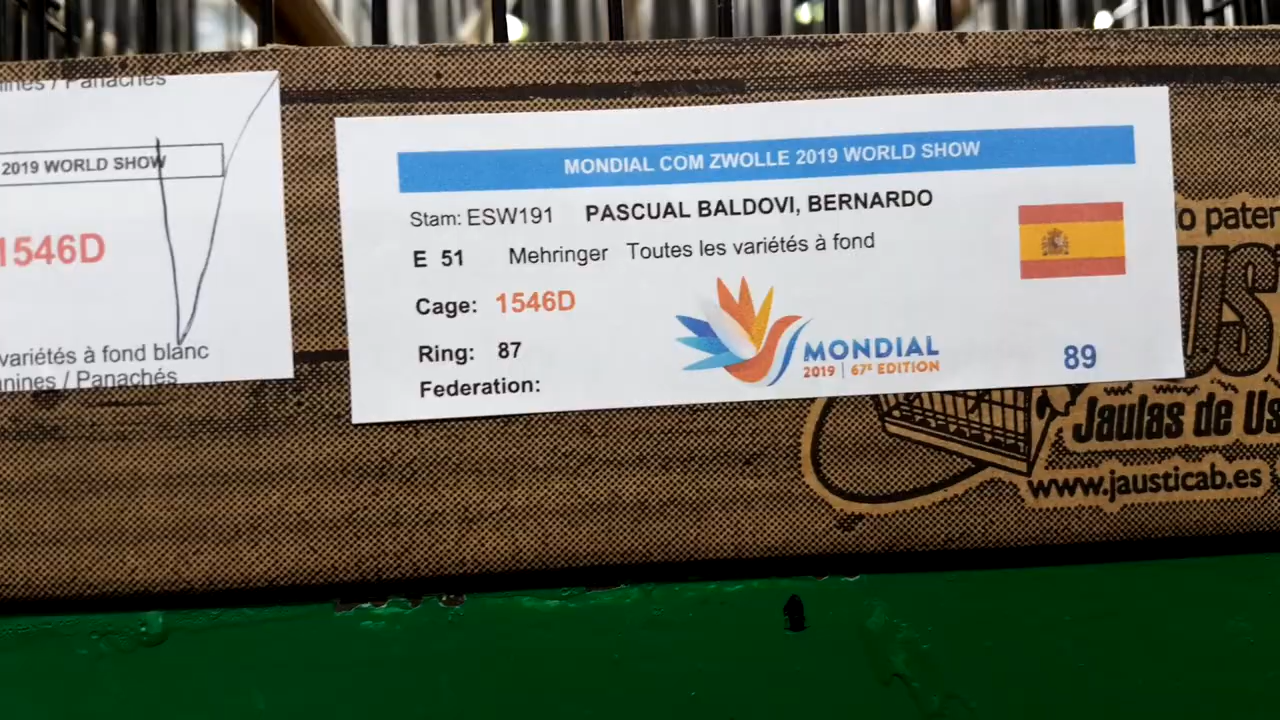 Panachés
2019 WORLD SHOW
1546D
variétés à fond blanc
Panachés
MONDIAL COM ZWOLLE 2019 WORLD SHOW
Stam: ESW191 PASCUAL BALDOVI, BERNARDO
E 51 Mehringer Toutes les variétés à fond
Cage: 1546D
Ring: 87
Federation:
MONDIAL
2019 | 67E EDITION
89
Jaulas de
www.jausticab.es